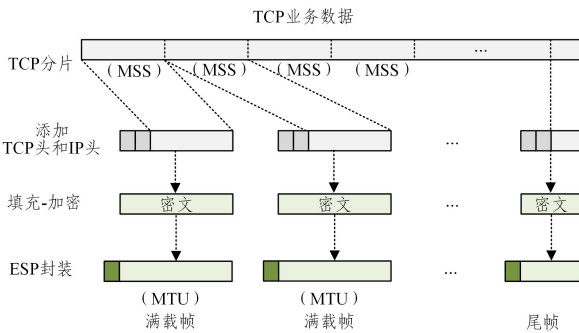 TCP业务数据
...
TCP分片
(MSS) (MSS) (MSS) (MSS)
添加
TCP头和IP头
...
填充-加密
密文 密文 ... 密文
ESP封装
...
(MTU) (MTU)
满载帧 满载帧 尾帧